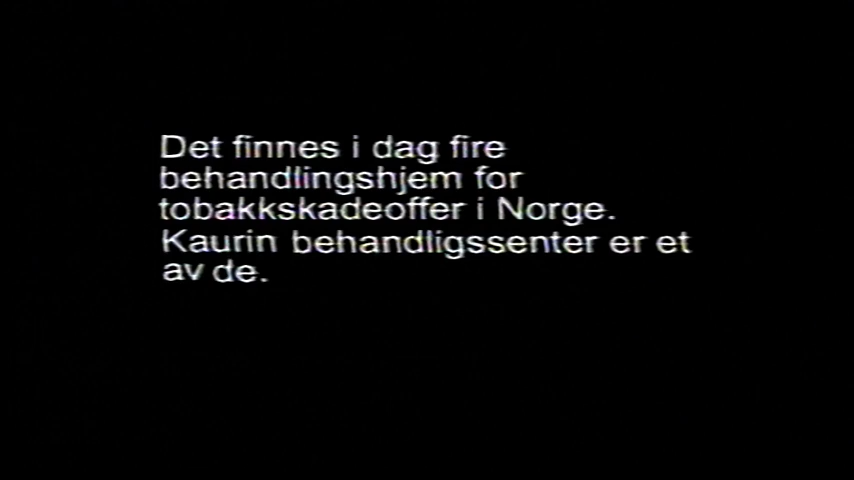 Det finnes i dag fire
behandlingshjem for
tobakkskadeoffer i Norge.
Kaurin behandligssenter er et
av de.